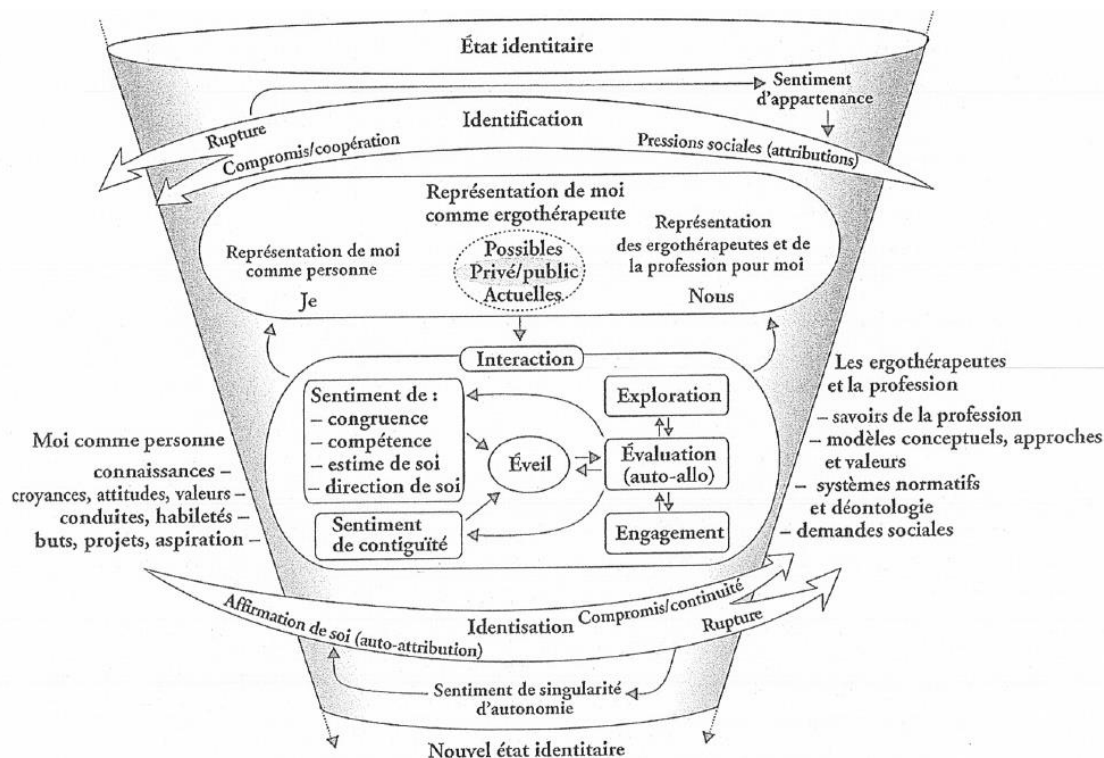 État identitaire
Sentiment
d'appartenance
Identification
Rupture
Compromis/coopération
Pressions sociales (attributions)
Représentation de moi
comme ergothérapeute
Représentation de moi
comme personne
Je
Possibles
Privé/public
Actuelles
Représentation
des ergothérapeutes et de
la profession pour moi
Nous
Interaction
Sentiment de :
– congruence
– compétence
– estime de soi
– direction de soi
Sentiment
de contiguïté
Éveil
Exploration
Évaluation
(auto-allo)
Engagement
Moi comme personne
connaissances –
croyances, attitudes, valeurs –
conduites, habiletés –
buts, projets, aspiration –
Les ergothérapeutes
et la profession
– savoirs de la profession
– modèles conceptuels, approches
et valeurs
– systèmes normatifs
et déontologie
– demandes sociales
Affirmation de soi (auto-attribution)
Identisation
Compromis/continuité
Rupture
Sentiment de singularité
d'autonomie
Nouvel état identitaire